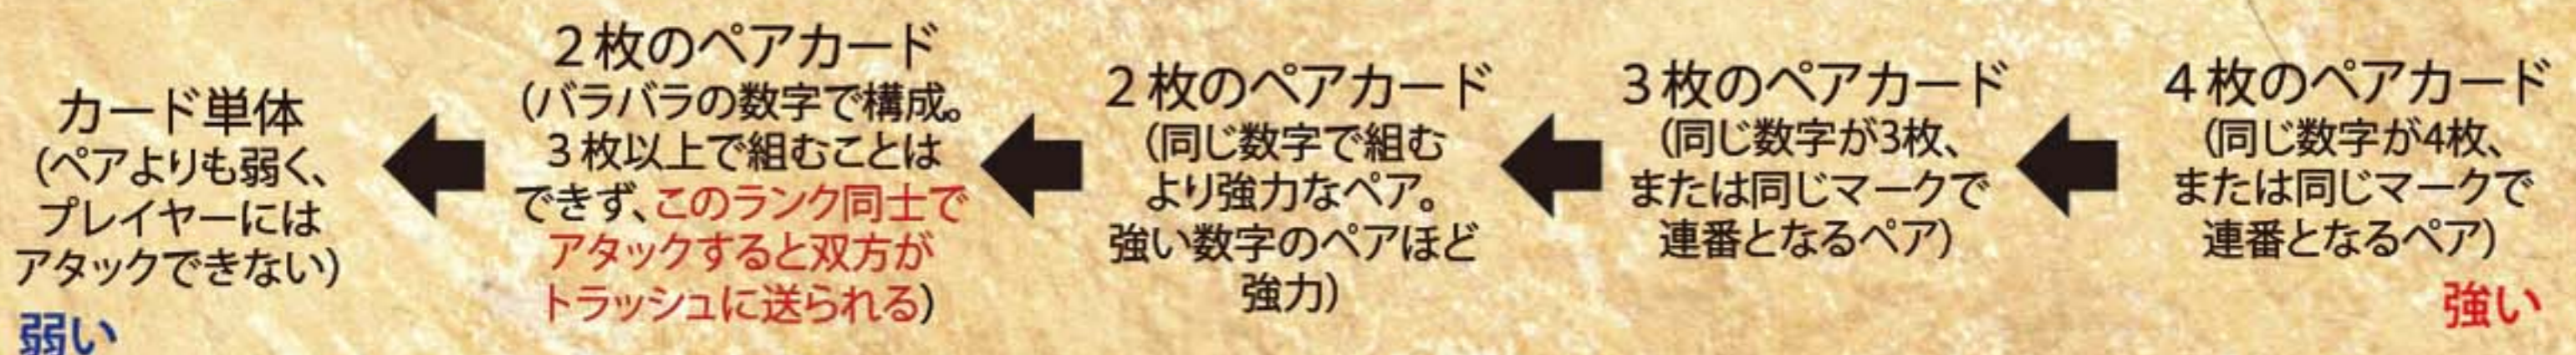 カード単体
(ペアよりも弱く、
プレイヤーには
アタックできない)
弱い
２枚のペアカード
(バラバラの数字で構成。
３枚以上で組むことは
できず、このランク同士で
アタックすると双方が
トラッシュに送られる)
２枚のペアカード
(同じ数字で組む
より強力なペア。
強い数字のペアほど
強力)
３枚のペアカード
(同じ数字が3枚、
または同じマークで
連番となるペア)
４枚のペアカード
(同じ数字が4枚、
または同じマークで
連番となるペア)
強い